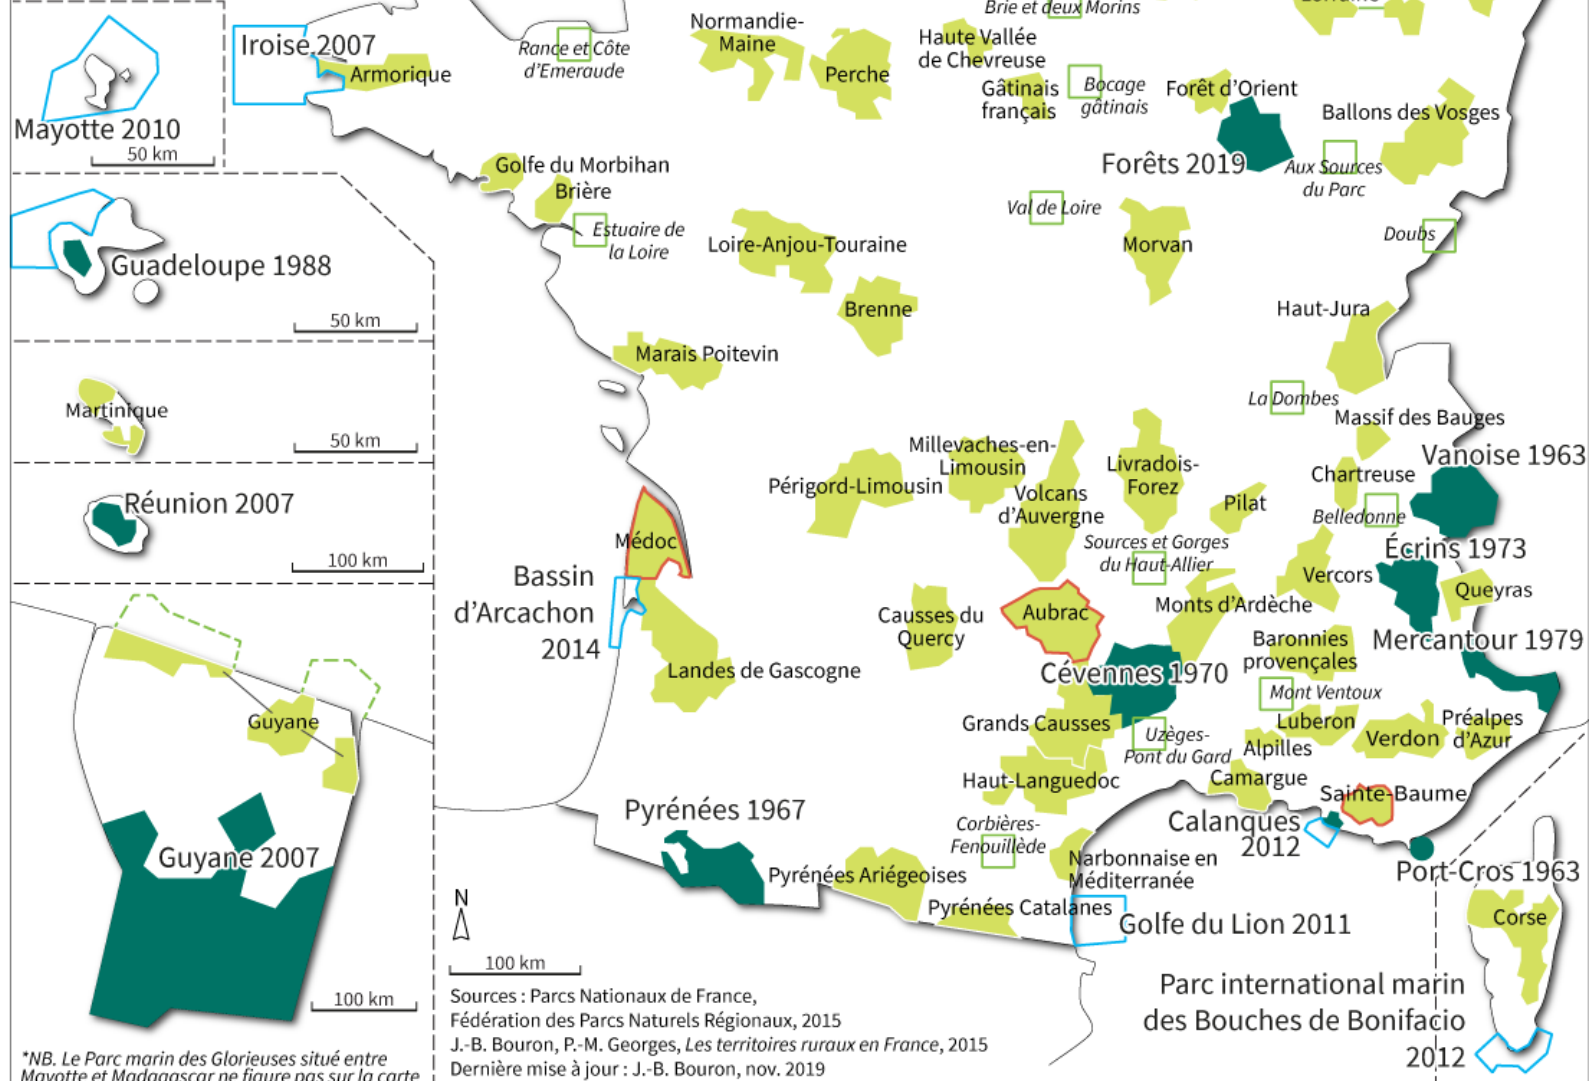 Brie et deux Morins
Lorraine
Iroise 2007
Armorique
Rance et Côte
d'Emeraude
Normandie-
Maine
Perche
Haute Vallée
de Chevreuse
Gâtinais
français
Bocage
gâtinais
Forêt d'Orient
Ballons des Vosges
Mayotte 2010
50 km
Forêts 2019
Aux Sources
du Parc
Golfe du Morbihan
Brière
Estuaire de
la Loire
Loire-Anjou-Touraine
Val de Loire
Morvan
Doubs
Guadeloupe 1988
50 km
Brenne
Haut-Jura
Marais Poitevin
Martinique
50 km
La Dombes
Massif des Bauges
Vanoise 1963
Chartreuse
Belledonne
Millevaches-en-
Limousin
Périgord-Limousin
Volcans
d'Auvergne
Livradois-
Forez
Pilat
Réunion 2007
100 km
Médoc
Sources et Gorges
du Haut-Allier
Écrins 1973
Vercors
Queyras
Bassin
d'Arcachon
2014
Causses du
Quercy
Aubrac
Monts d'Ardèche
Baronnies
provençales
Mercantour 1979
Landes de Gascogne
Cévennes 1970
Mont Ventoux
Guyane
Grands Causses
Uzèges-
Pont du Gard
Luberon
Alpilles
Verdon
Préalpes
d'Azur
Haut-Languedoc
Camargue
Sainte-Baume
Pyrénées 1967
Corbières-
Fenouillède
Calanques
2012
Guyane 2007
Pyrénées Ariégeoises
Narbonnaise en
Méditerranée
Port-Cros 1963
Pyrénées Catalanes
Golfe du Lion 2011
Corse
N
100 km
100 km
Parc international marin
des Bouches de Bonifacio
2012
Sources : Parcs Nationaux de France,
Fédération des Parcs Naturels Régionaux, 2015
J.-B. Bouron, P.-M. Georges, Les territoires ruraux en France, 2015
Dernière mise à jour : J.-B. Bouron, nov. 2019
*NB. Le Parc marin des Glorieuses situé entre
Mayotte et Madagascar ne figure pas sur la carte